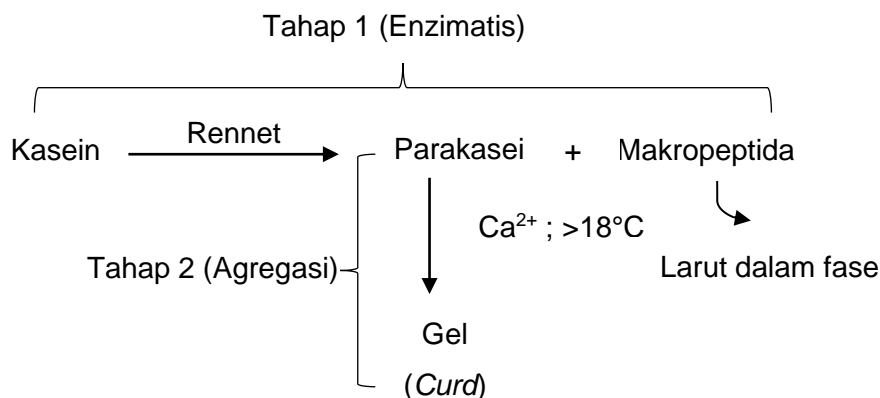 Tahap 1 (Enzimatis)
Rennet
Kasein
Parakasei + Makropeptida
Ca²⁺ ; >18°C
Tahap 2 (Agregasi)
Larut dalam fase
Gel
(Curd)